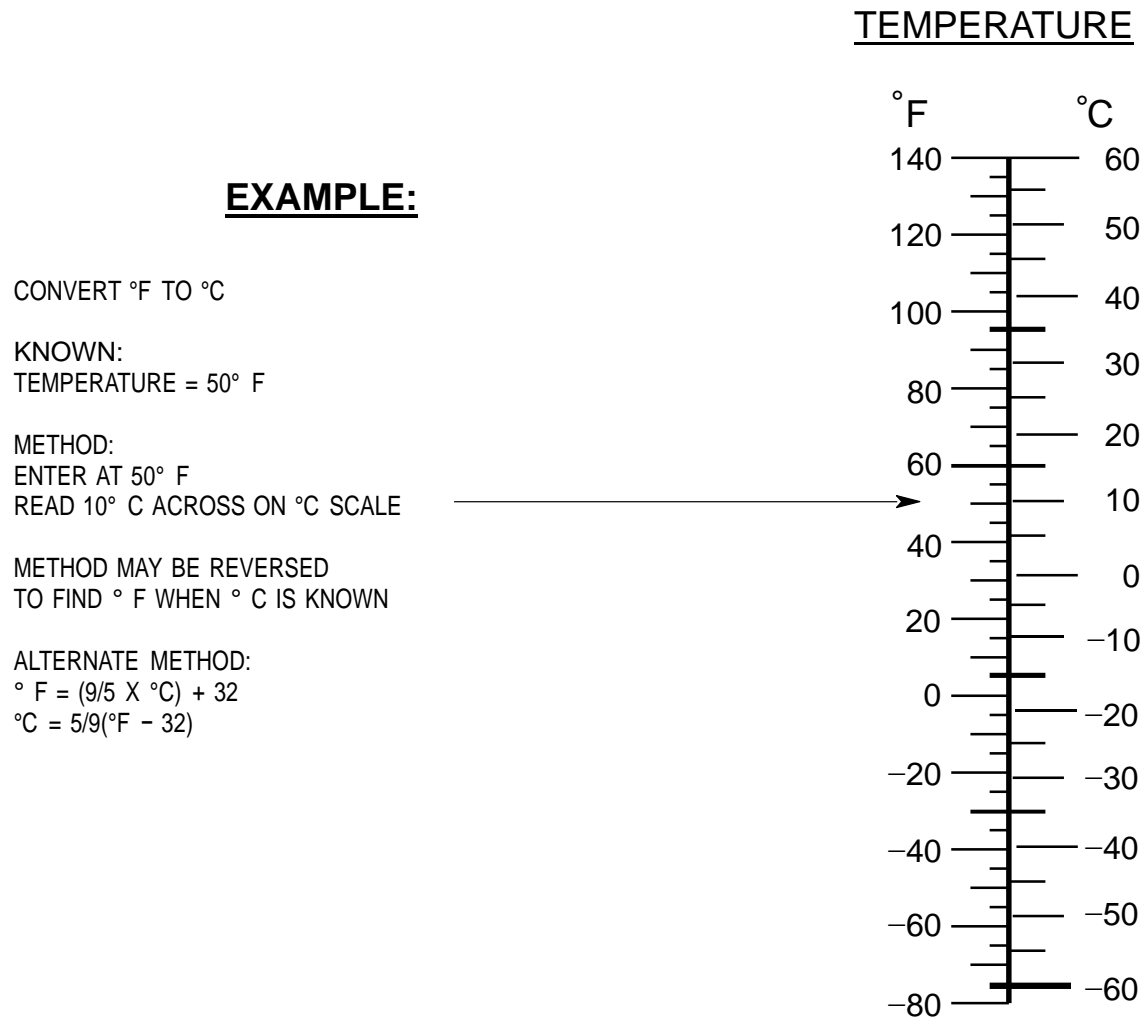 TEMPERATURE
°F °C
EXAMPLE:
CONVERT °F TO °C
KNOWN:
TEMPERATURE = 50° F
METHOD:
ENTER AT 50° F
READ 10° C ACROSS ON °C SCALE
METHOD MAY BE REVERSED
TO FIND ° F WHEN ° C IS KNOWN
ALTERNATE METHOD:
° F = (9/5 X °C) + 32
°C = 5/9(°F − 32)
140
120
100
80
60
40
20
0
−20
−40
−60
−80
60
50
40
30
20
10
0
−10
−20
−30
−40
−50
−60